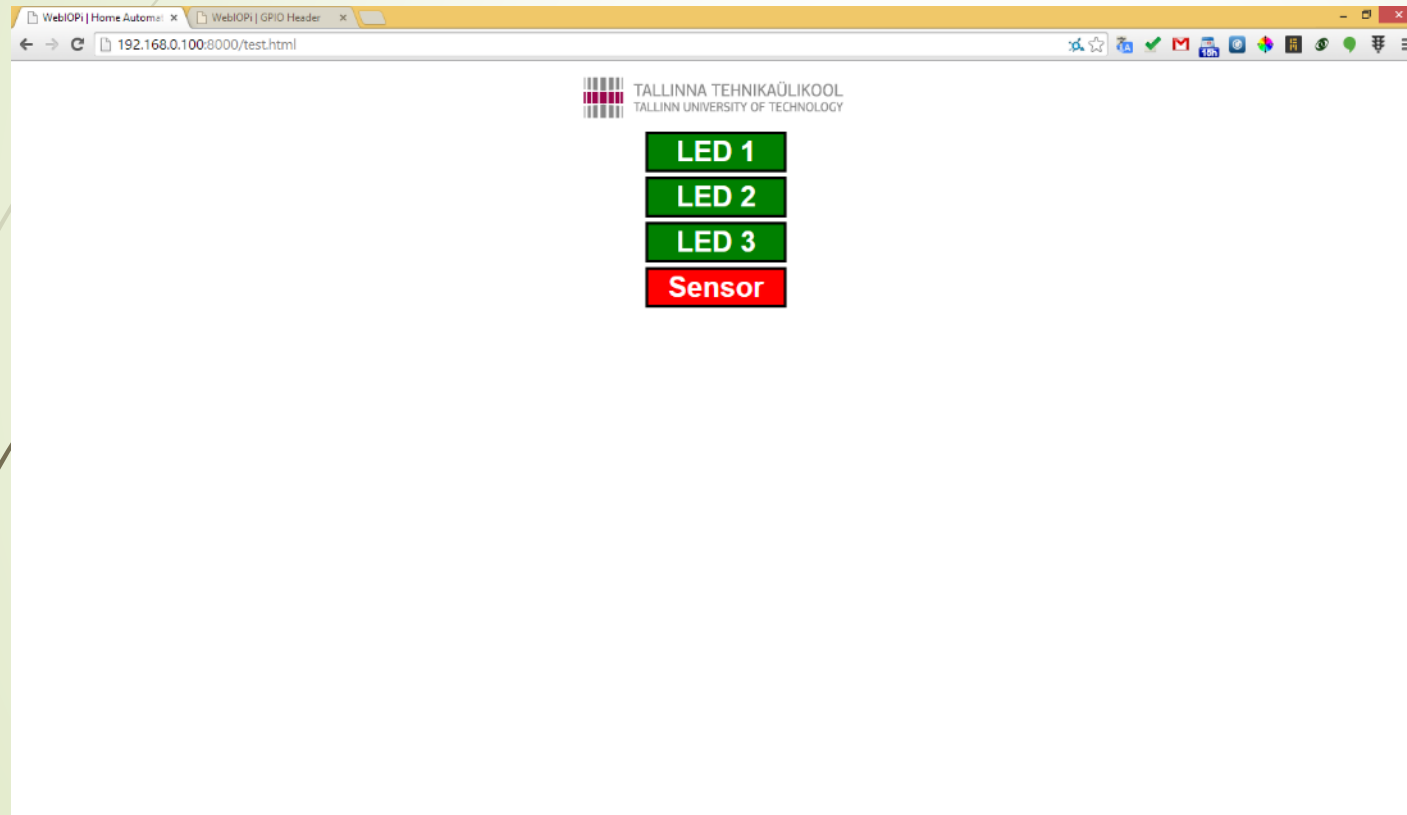 WebIOPi | Home Automat
WebIOPi | GPIO Header
192.168.0.100:8000/test.html
10h
TALLINNA TEHNIKAÜLIKOOL
TALLINN UNIVERSITY OF TECHNOLOGY
LED 1
LED 2
LED 3
Sensor